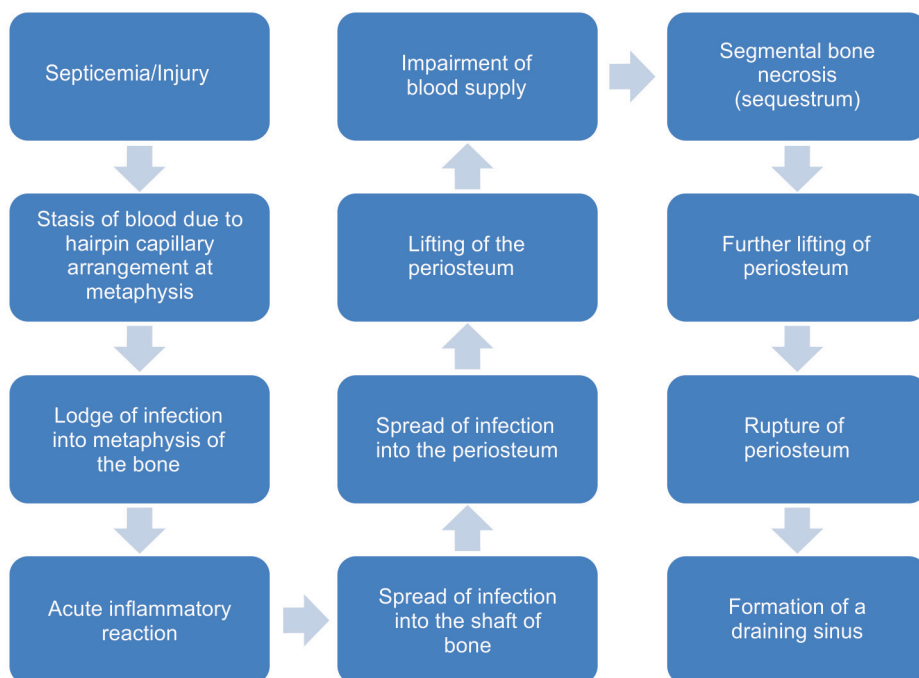 Septicemia/Injury
Stasis of blood due to
hairpin capillary
arrangement at
metaphysis
Lodge of infection
into metaphysis of
the bone
Acute inflammatory
reaction
Spread of infection
into the shaft of
bone
Spread of infection
into the periosteum
Lifting of the
periosteum
Impairment of
blood supply
Segmental bone
necrosis
(sequestrum)
Further lifting of
periosteum
Rupture of
periosteum
Formation of a
draining sinus